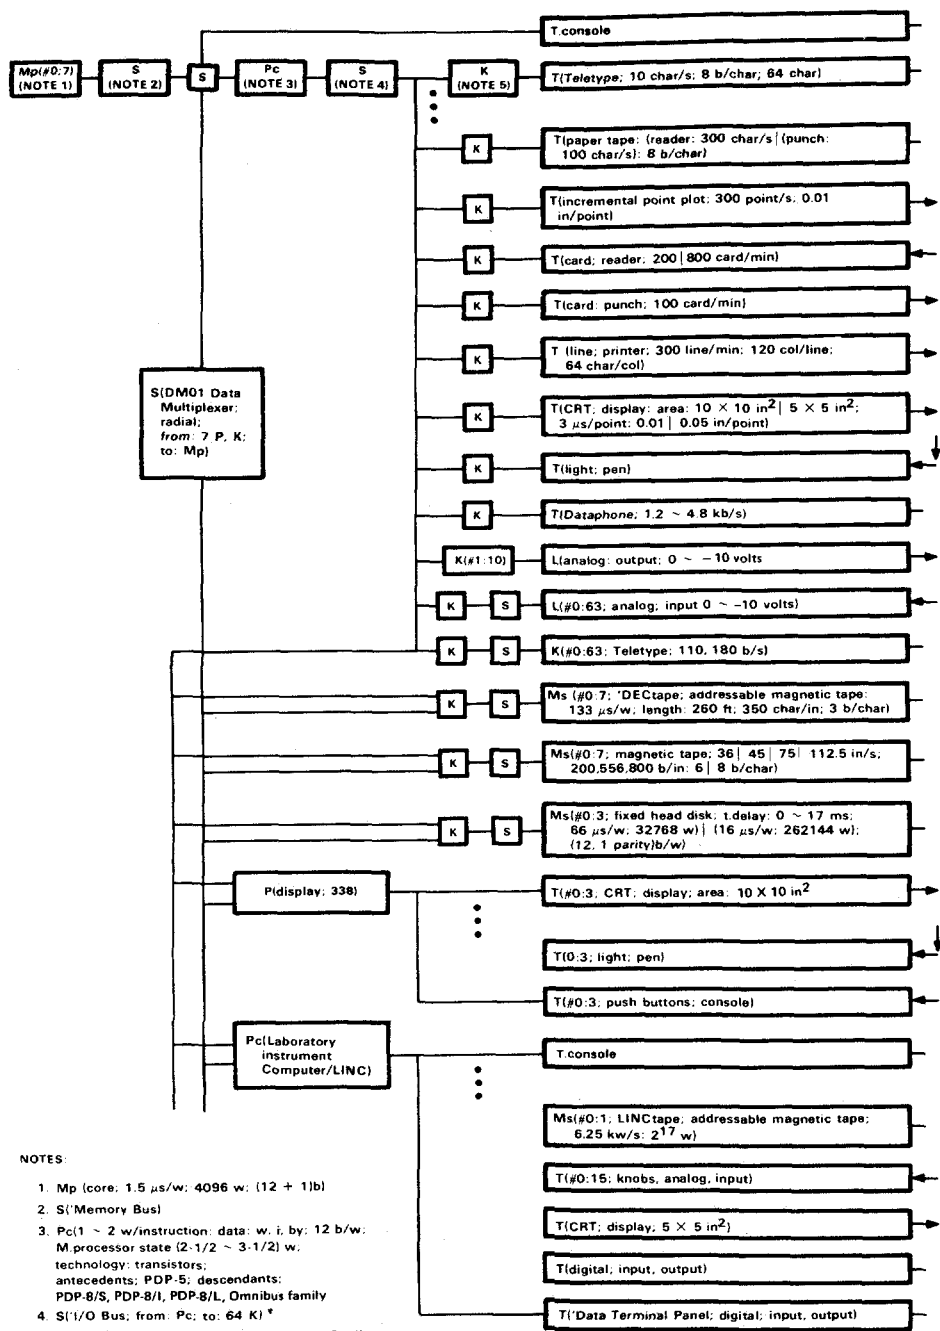 T.console
Mp(#0:7)
(NOTE 1)
S
(NOTE 2)
S
Pc
(NOTE 3)
S
(NOTE 4)
K
(NOTE 5)
T(Teletype; 10 char/s; 8 b/char; 64 char)
K
T(paper tape; (reader: 300 char/s | (punch:
100 char/s); 8 b/char)
K
T(incremental point plot; 300 point/s; 0.01
in/point)
K
T(card; reader; 200 | 800 card/min)
K
T(card: punch; 100 card/min)
K
T (line; printer; 300 line/min; 120 col/line;
64 char/col)
S(DM01 Data
Multiplexer;
radial;
from: 7 P, K;
to: Mp)
K
T(CRT; display: area: 10 × 10 in² | 5 × 5 in²;
3 μs/point: 0.01 | 0.05 in/point)
K
T(light; pen)
K
T(Dataphone; 1.2 ~ 4.8 kb/s)
K(#1:10)
L(analog: output; 0 ~ −10 volts
K
S
L(#0:63; analog; input 0 ~ -10 volts)
K
S
K(#0:63; Teletype; 110, 180 b/s)
K
S
Ms (#0:7; 'DECtape; addressable magnetic tape;
133 μs/w; length: 260 ft; 350 char/in; 3 b/char)
K
S
Ms(#0:7; magnetic tape; 36 | 45 | 75 | 112.5 in/s;
200,556,800 b/in; 6 | 8 b/char)
K
S
Ms(#0:3; fixed head disk; t.delay: 0 ~ 17 ms;
66 μs/w; 32768 w) | (16 μs/w; 262144 w);
(12, 1 parity)b/w)
P(display; 338)
T(#0:3; CRT; display; area: 10 X 10 in²
T(0:3; light; pen)
T(#0:3; push buttons; console)
Pc(Laboratory
instrument
Computer/LINC)
T.console
Ms(#0:1; LINCtape; addressable magnetic tape;
6.25 kw/s; 2¹⁷ w)
T(#0:15; knobs, analog, input)
T(CRT; display, 5 × 5 in²)
T(digital; input, output)
T('Data Terminal Panel; digital; input, output)
NOTES:
1. Mp (core; 1.5 μs/w; 4096 w; (12 + 1)b)
2. S('Memory Bus)
3. Pc(1 ~ 2 w/instruction; data: w, i, by; 12 b/w;
M.processor state (2-1/2 ~ 3-1/2) w;
technology: transistors;
antecedents; PDP-5; descendants;
PDP-8/S, PDP-8/I, PDP-8/L, Omnibus family
4. S('I/O Bus; from: Pc; to: 64 K) *